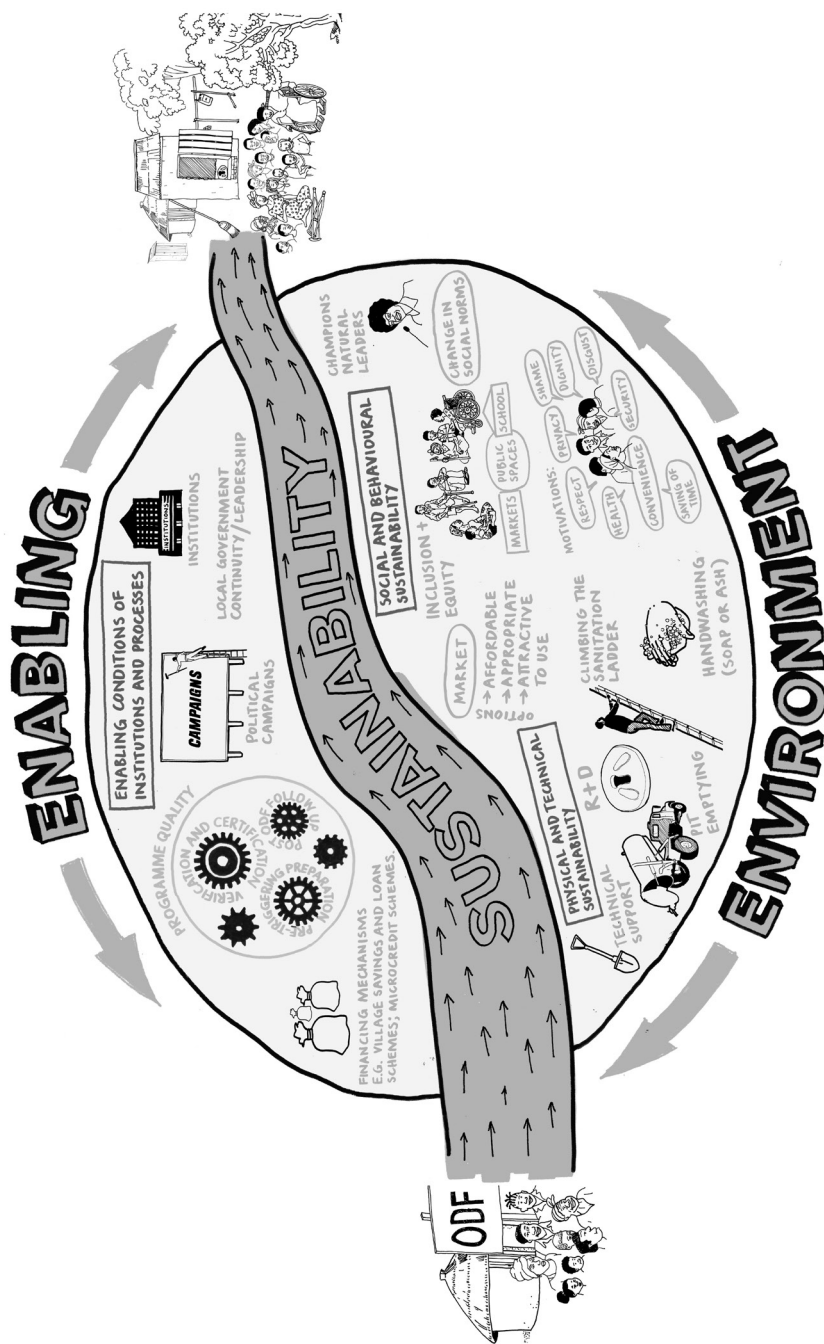 ENABLING
ENABLING CONDITIONS OF
INSTITUTIONS AND PROCESSES
PROGRAMME QUALITY
VERIFICATION AND CERTIFICATION
PRE-TRIGGERING PREPARATION
POST ODF FOLLOW UP
CAMPAIGNS
POLITICAL
CAMPAIGNS
INSTITUTIONS
INSTITUTIONS
LOCAL GOVERNMENT
CONTINUITY/LEADERSHIP
FINANCING MECHANISMS
E.G. VILLAGE SAVINGS AND LOAN
SCHEMES; MICROCREDIT SCHEMES
ODF
SUSTAINABILITY
SOCIAL AND BEHAVIOURAL
SUSTAINABILITY
CHAMPIONS
NATURAL
LEADERS
INCLUSION +
EQUITY
MARKETS
PUBLIC
SPACES
SCHOOL
CHANGE IN
SOCIAL NORMS
MOTIVATIONS:
RESPECT
PRIVACY
SHAME
DIGNITY
DISGUST
HEALTH
CONVENIENCE
SECURITY
SAVING OF
TIME
MARKET
OPTIONS
→ AFFORDABLE
→ APPROPRIATE
→ ATTRACTIVE
TO USE
PHYSICAL AND TECHNICAL
SUSTAINABILITY
TECHNICAL
SUPPORT
R+D
PIT
EMPTYING
CLIMBING THE
SANITATION
LADDER
HANDWASHING
(SOAP OR ASH)
ENVIRONMENT